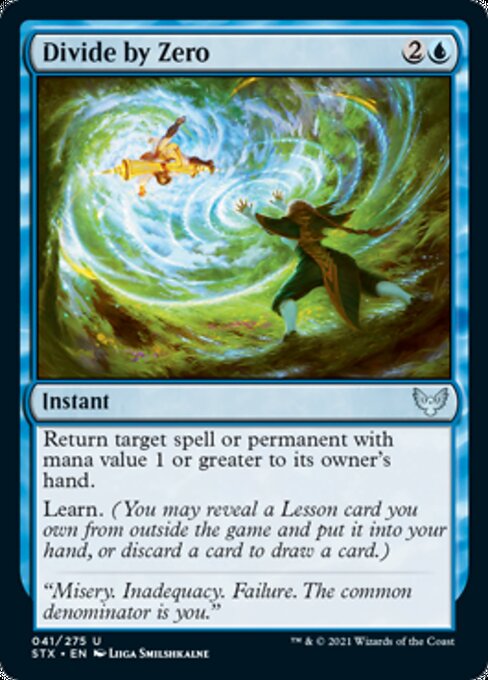 Divide by Zero 2
Instant
Return target spell or permanent with
mana value 1 or greater to its owner's
hand.
Learn. (You may reveal a Lesson card you
own from outside the game and put it into your
hand, or discard a card to draw a card.)
“Misery. Inadequacy. Failure. The common
denominator is you.”
041/275 U
STX • EN Liiga Smilshkalne
™ & © 2021 Wizards of the Coast